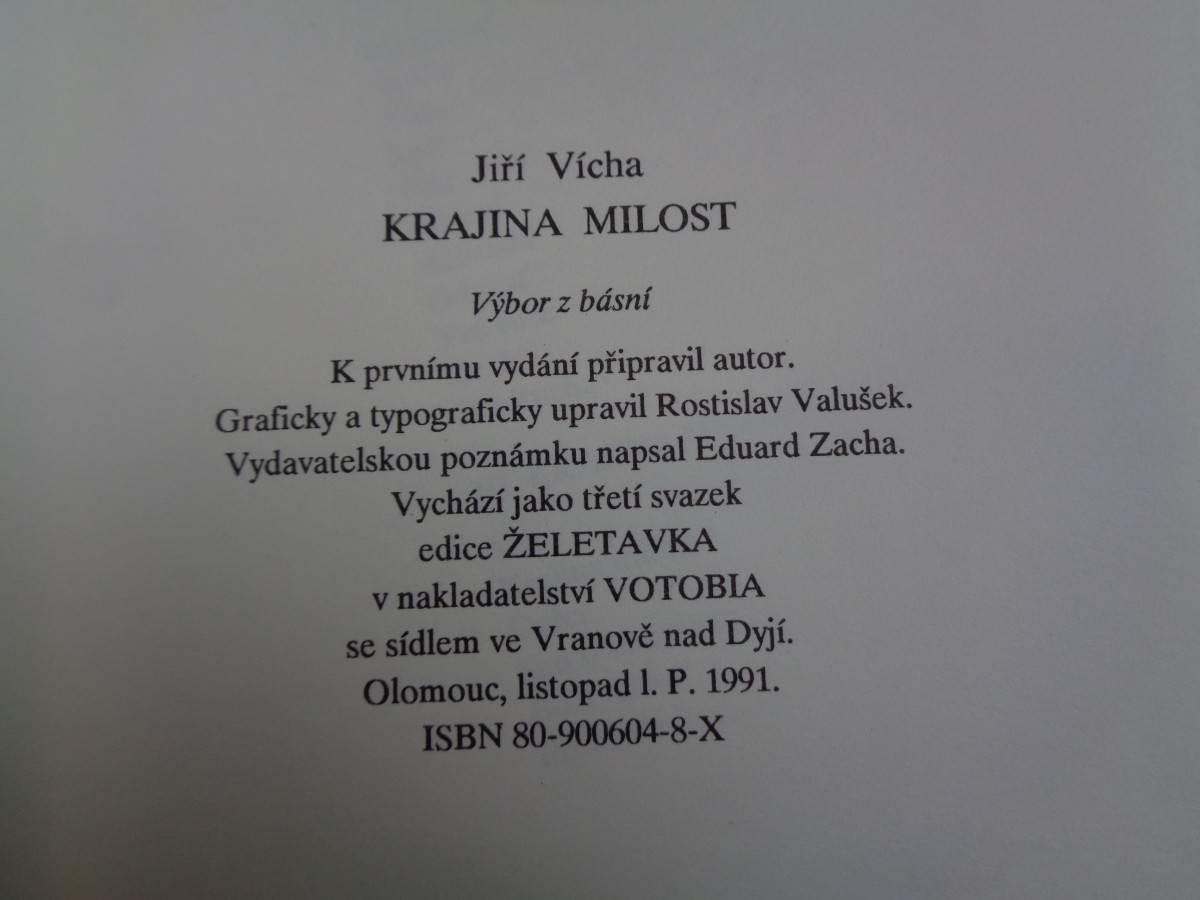 Jiří Vícha
KRAJINA MILOST
Výbor z básní
K prvnímu vydání připravil autor.
Graficky a typograficky upravil Rostislav Valušek.
Vydavatelskou poznámku napsal Eduard Zacha.
Vychází jako třetí svazek
edice ŽELETAVKA
v nakladatelství VOTOBIA
se sídlem ve Vranově nad Dyjí.
Olomouc, listopad l. P. 1991.
ISBN 80-900604-8-X